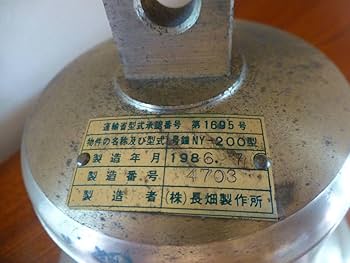 運輸省型式承認番号 第1695号
物件の名称及び型式 号鐘NY-200型
製造年月 1986.7
製造番号 4703
製造者 (株)長畑製作所